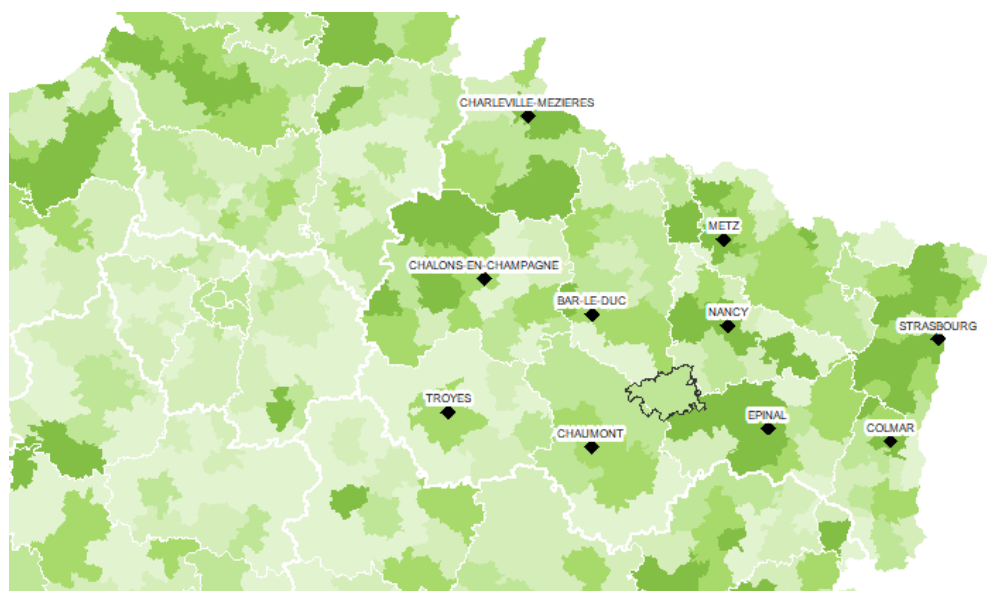 CHARLEVILLE-MEZIERES
METZ
CHALONS-EN-CHAMPAGNE
BAR-LE-DUC
NANCY
STRASBOURG
TROYES
EPINAL
COLMAR
CHAUMONT